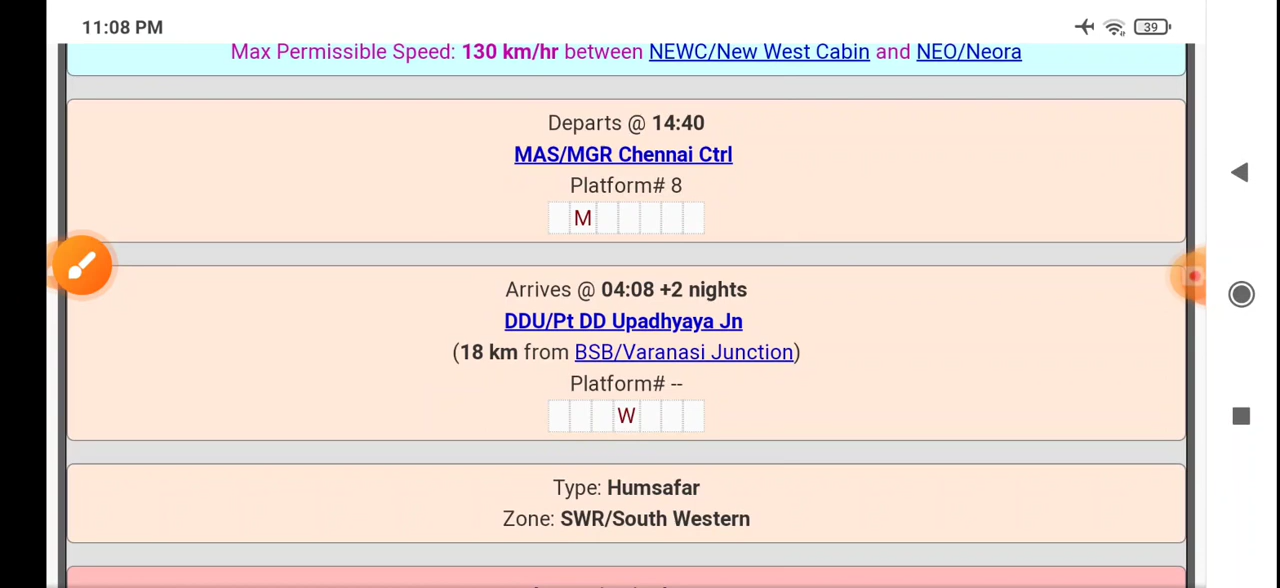 11:08 PM
39
Max Permissible Speed: 130 km/hr between NEWC/New West Cabin and NEO/Neora
Departs @ 14:40
MAS/MGR Chennai Ctrl
Platform# 8
M
Arrives @ 04:08 +2 nights
DDU/Pt DD Upadhyaya Jn
(18 km from BSB/Varanasi Junction)
Platform# --
W
Type: Humsafar
Zone: SWR/South Western